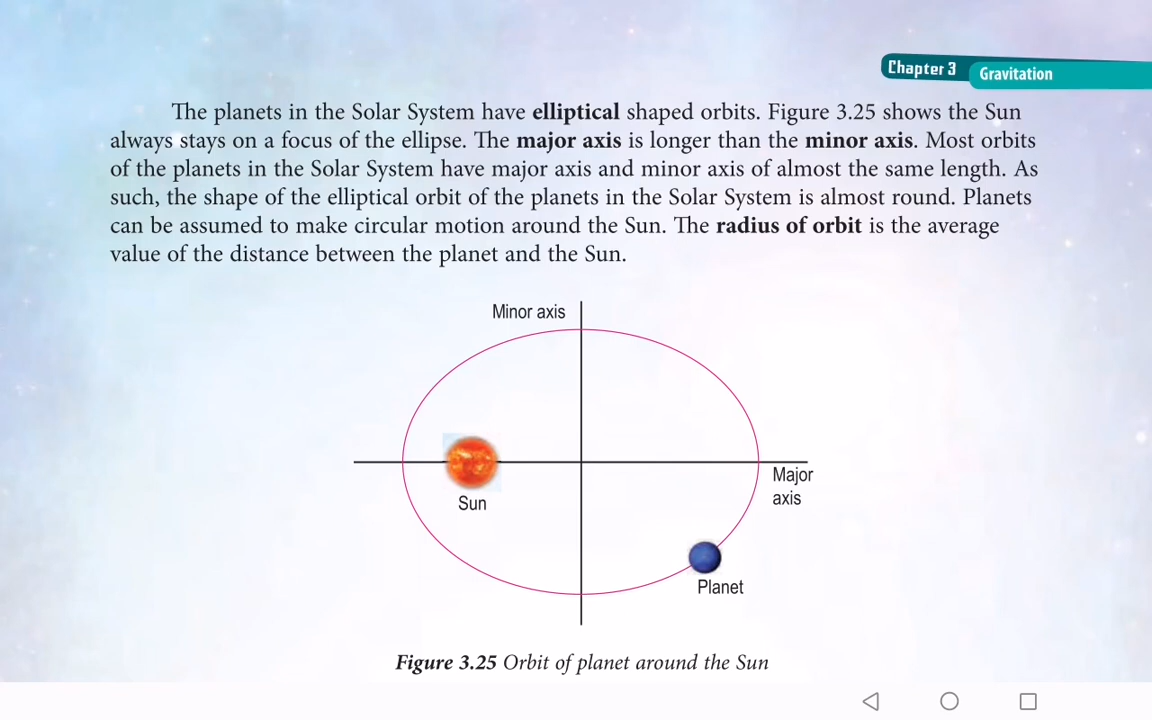 Chapter 3 Gravitation
The planets in the Solar System have elliptical shaped orbits. Figure 3.25 shows the Sun
always stays on a focus of the ellipse. The major axis is longer than the minor axis. Most orbits
of the planets in the Solar System have major axis and minor axis of almost the same length. As
such, the shape of the elliptical orbit of the planets in the Solar System is almost round. Planets
can be assumed to make circular motion around the Sun. The radius of orbit is the average
value of the distance between the planet and the Sun.
Minor axis
Major
axis
Sun
Planet
Figure 3.25 Orbit of planet around the Sun